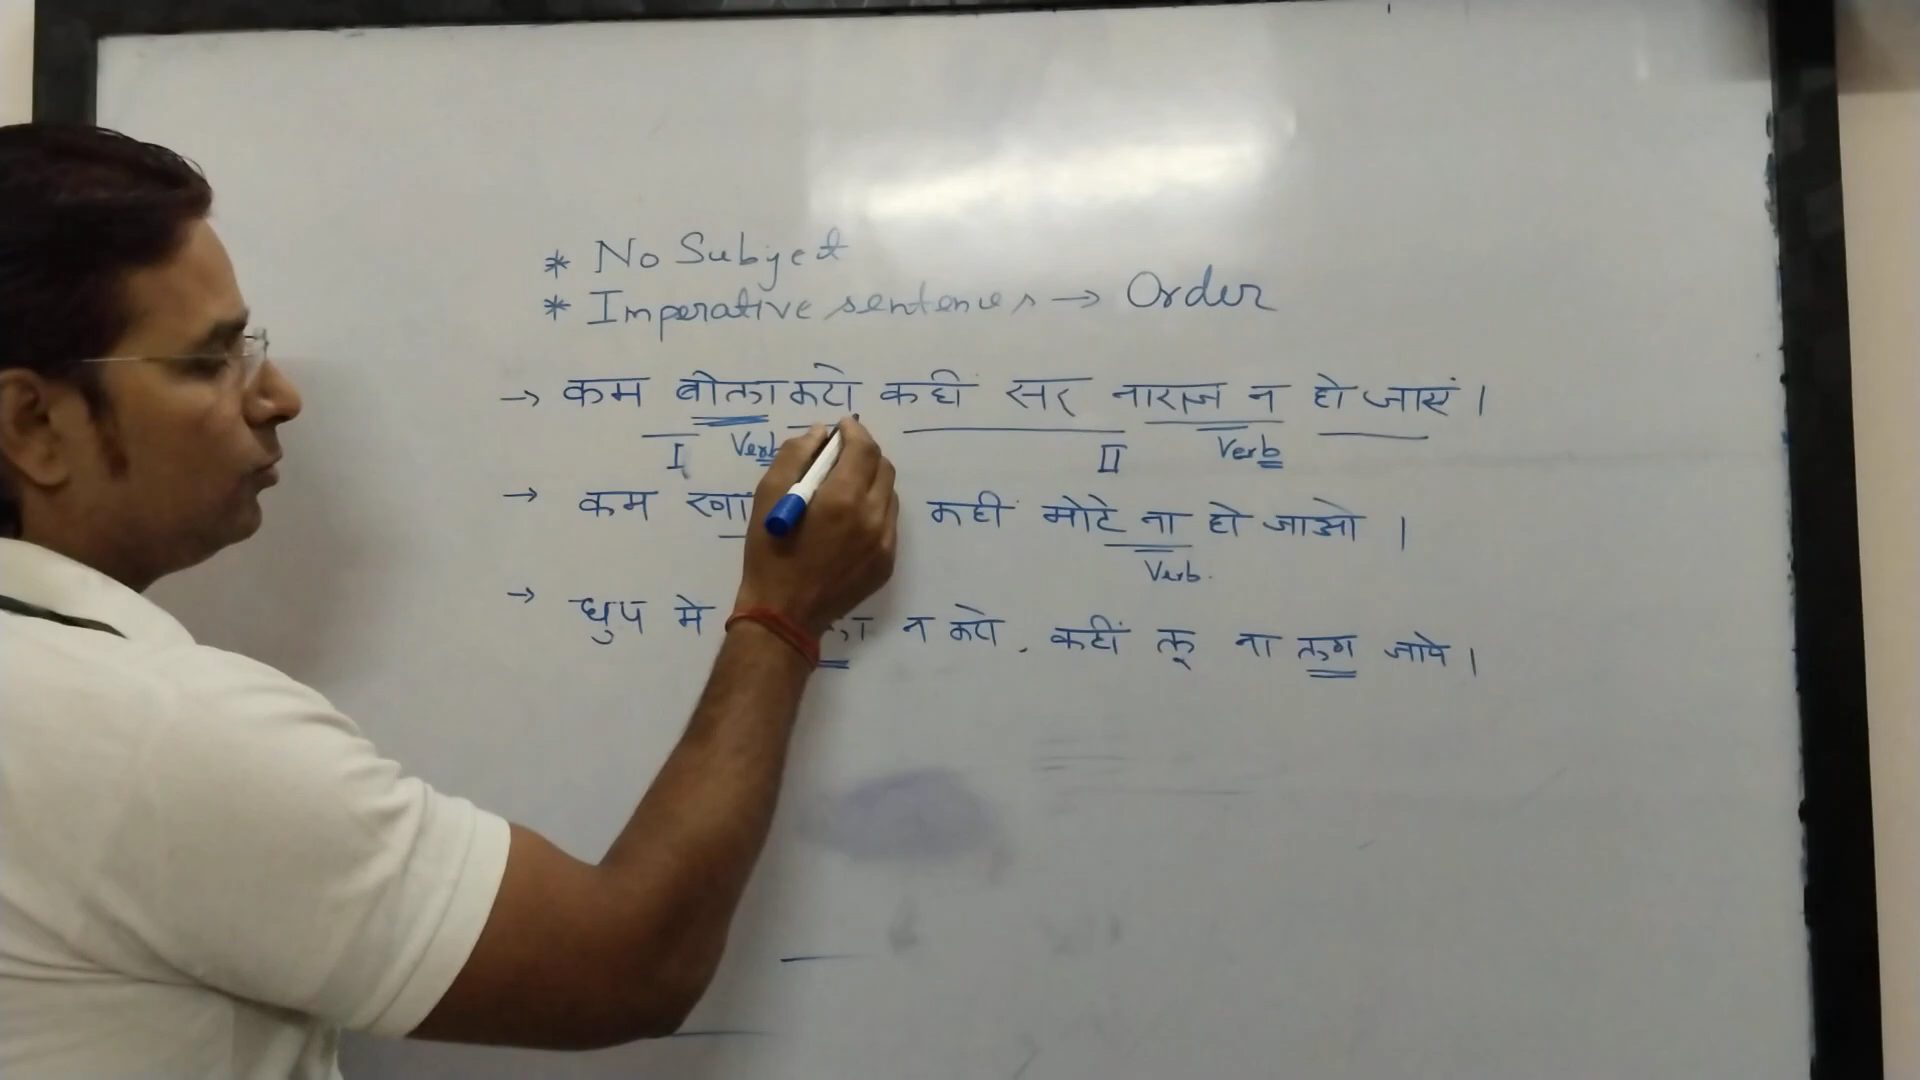 * No Subject
* Imperative sentences → Order
→ कम बोला करो कहीं सर नाराज न हो जाएं।
I Verb II Verb
→ कम खा कहीं मोटे ना हो जाओ।
Verb.
→ धुप मे न करो, कहीं लू ना लग जाये।